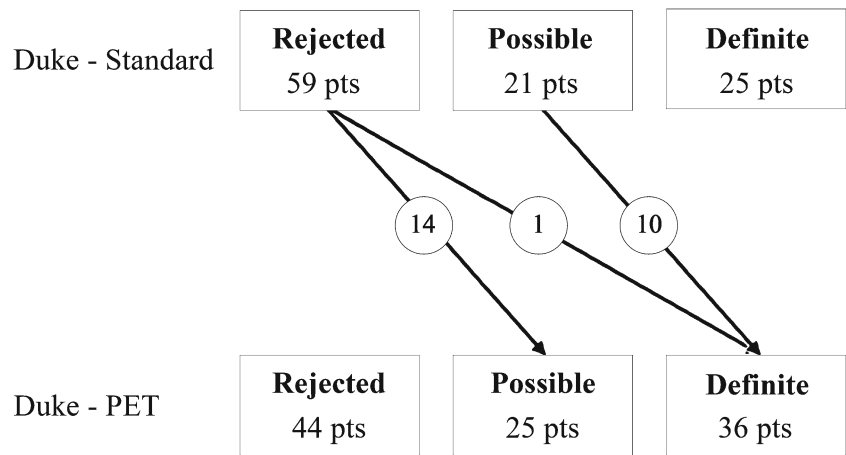 Duke - Standard
Rejected
59 pts
Possible
21 pts
Definite
25 pts
14
1
10
Duke - PET
Rejected
44 pts
Possible
25 pts
Definite
36 pts